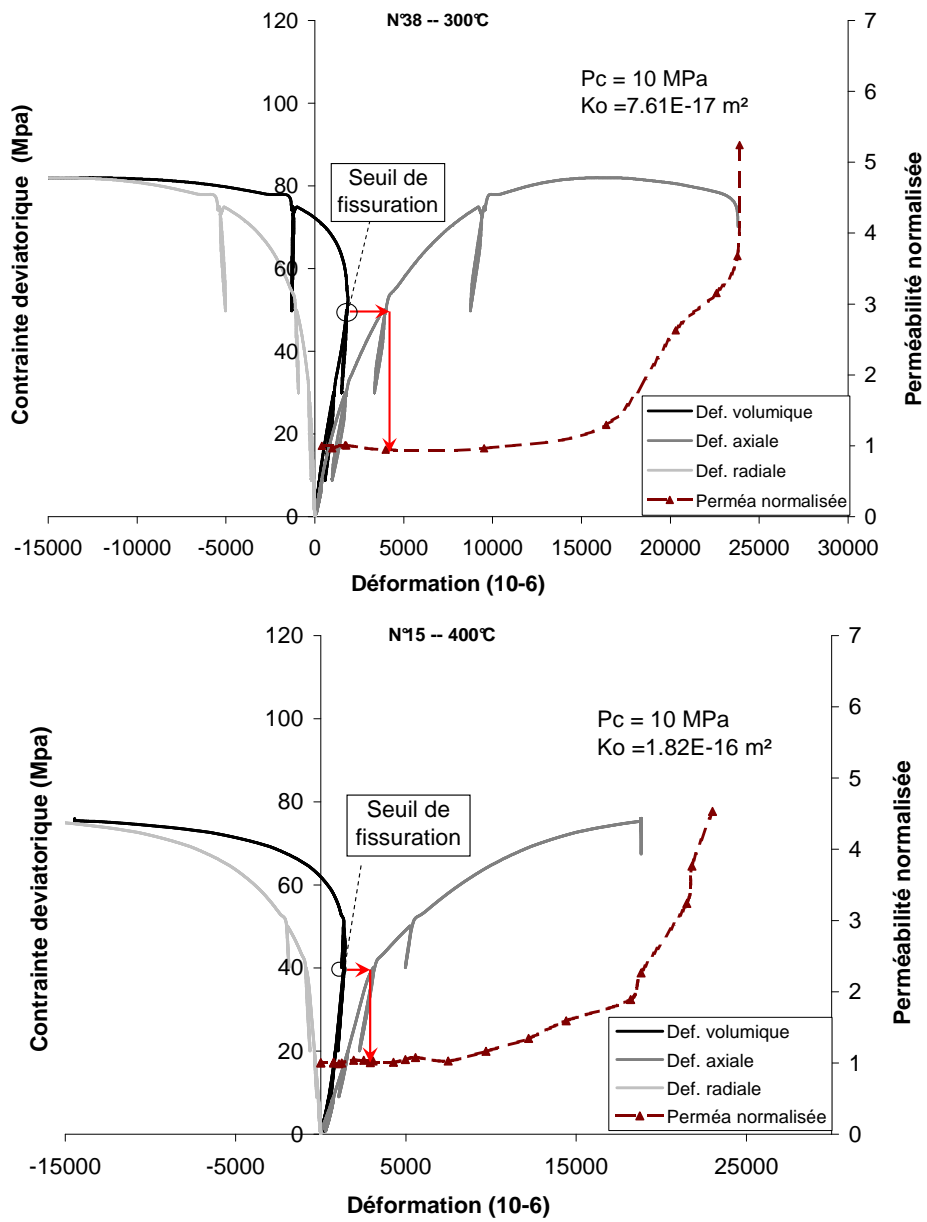 N°38 -- 300°C
Contrainte deviatorique (Mpa)
120
100
80
60
40
20
0
7
6
5
4
3
2
1
0
Perméabilité normalisée
Pc = 10 MPa
Ko =7.61E-17 m²
Seuil de
fissuration
Def. volumique
Def. axiale
Def. radiale
Perméa normalisée
-15000 -10000 -5000 0 5000 10000 15000 20000 25000 30000
Déformation (10-6)
N°15 -- 400°C
Contrainte deviatorique (Mpa)
120
100
80
60
40
20
0
7
6
5
4
3
2
1
0
Perméabilité normalisée
Pc = 10 MPa
Ko =1.82E-16 m²
Seuil de
fissuration
Def. volumique
Def. axiale
Def. radiale
Perméa normalisée
-15000 -5000 5000 15000 25000
Déformation (10-6)